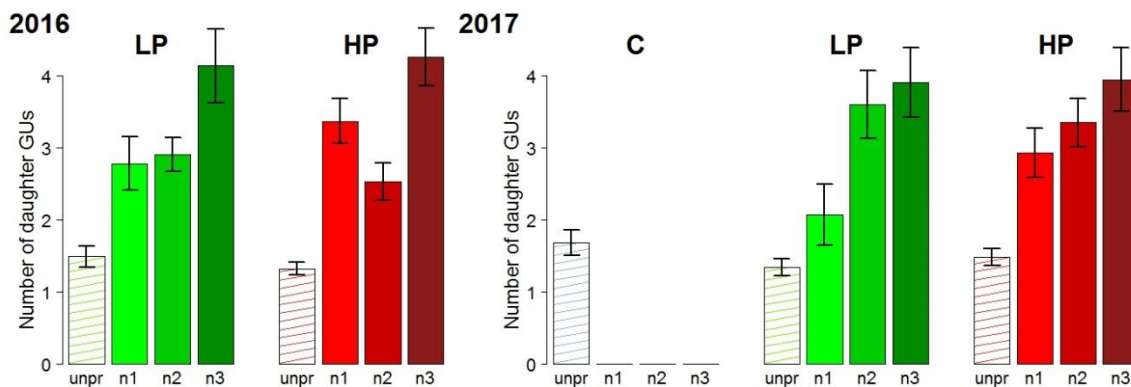 2016
LP
HP
Number of daughter GUs
4
3
2
1
0
unpr n1 n2 n3
unpr n1 n2 n3
2017
C
LP
HP
Number of daughter GUs
4
3
2
1
0
unpr n1 n2 n3
unpr n1 n2 n3
unpr n1 n2 n3